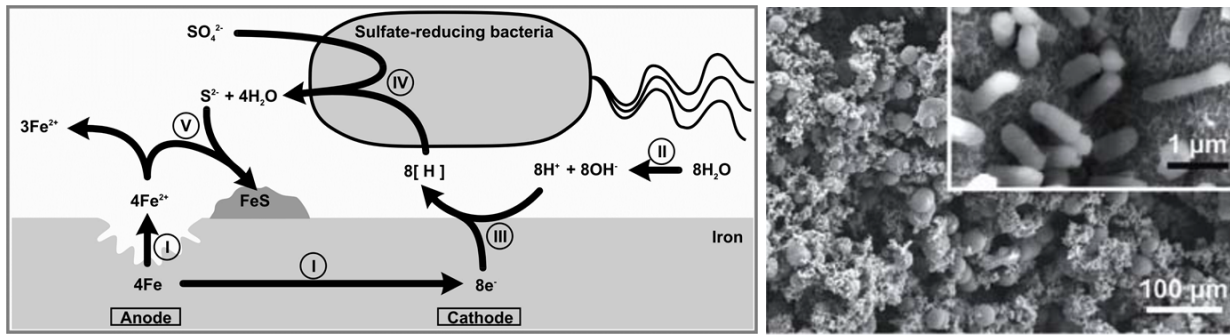 SO₄²⁻
Sulfate-reducing bacteria
IV
S²⁻ + 4H₂O
V
3Fe²⁺
8[ H ]
8H⁺ + 8OH⁻
II
8H₂O
4Fe²⁺
FeS
I
III
Iron
I
4Fe
8e⁻
Anode
Cathode
1 µm
100 µm